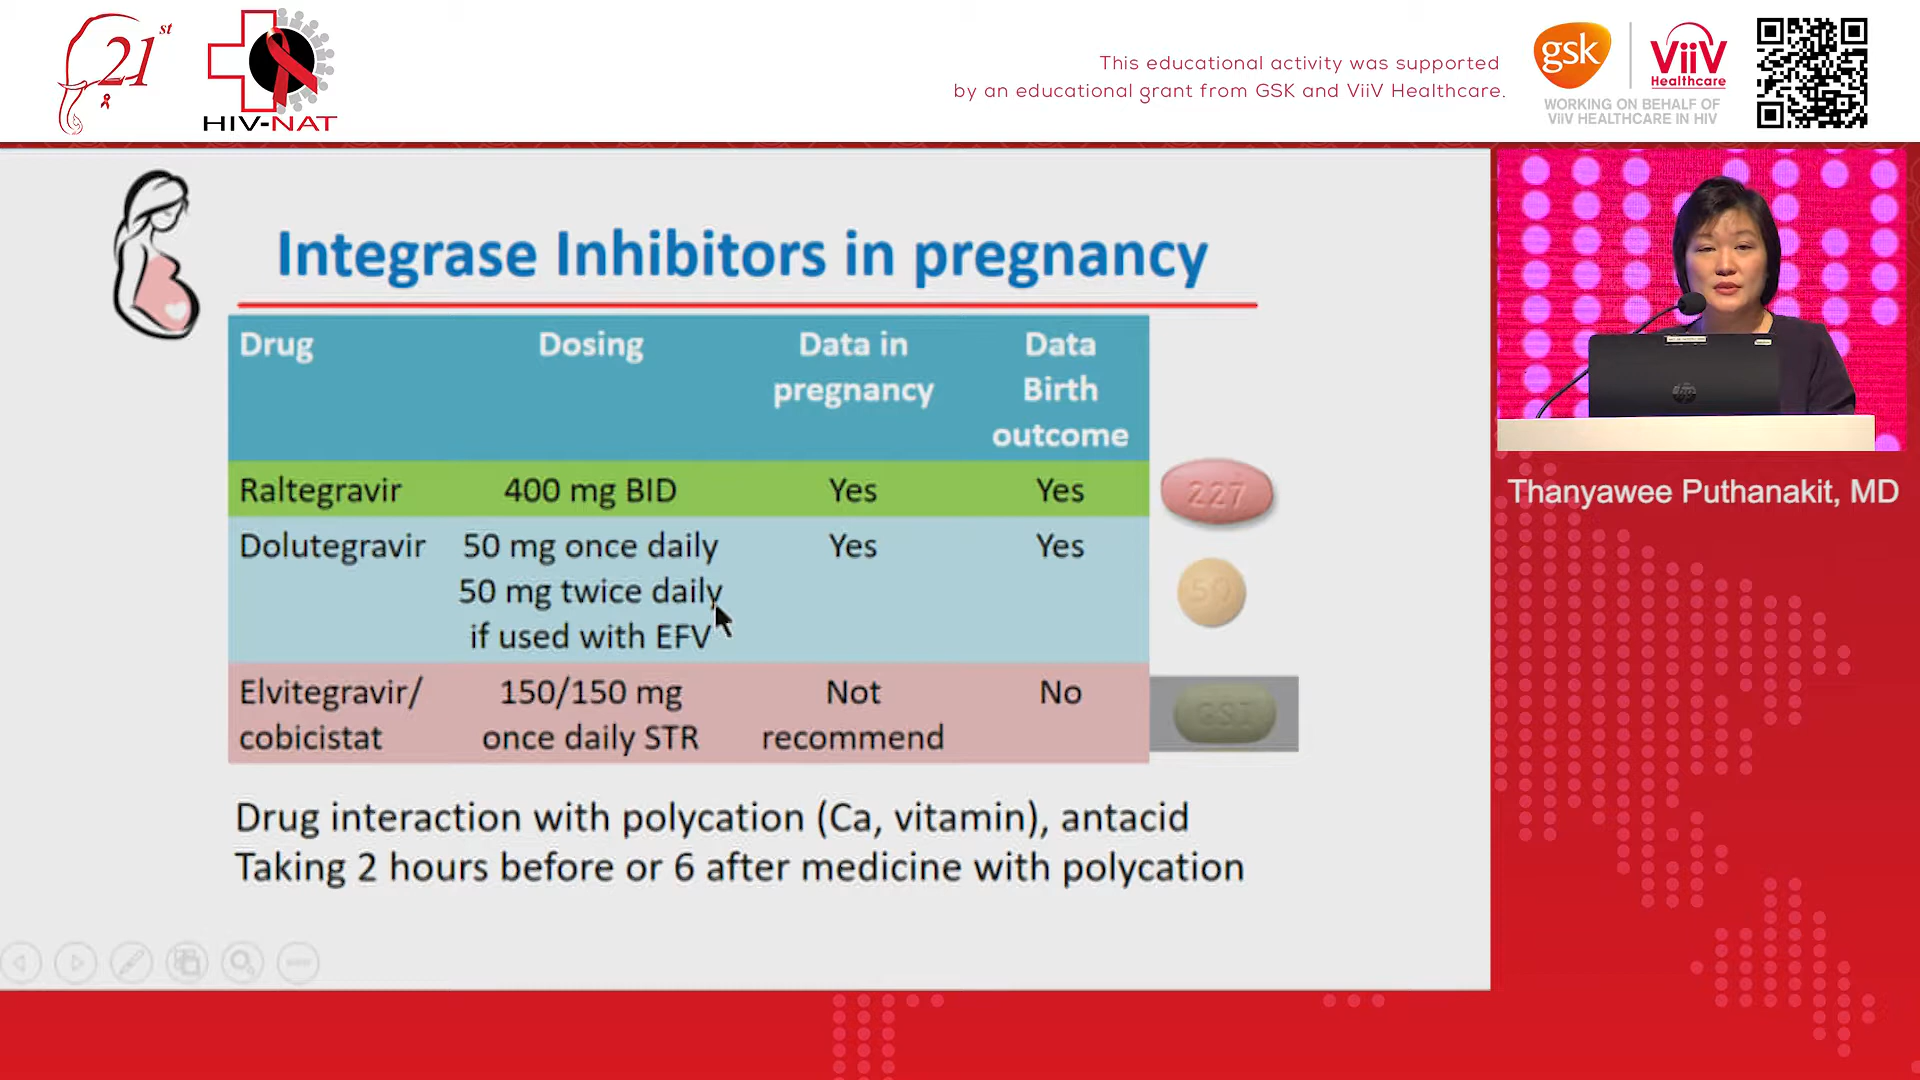 21st
HIV-NAT
This educational activity was supported
by an educational grant from GSK and ViiV Healthcare.
gsk
ViiV
Healthcare
WORKING ON BEHALF OF
ViiV HEALTHCARE IN HIV
Integrase Inhibitors in pregnancy
Drug Dosing Data in pregnancy Data Birth outcome
Raltegravir 400 mg BID Yes Yes
227
Dolutegravir 50 mg once daily Yes Yes
50 mg twice daily
if used with EFV
50
Elvitegravir/ 150/150 mg Not No
cobicistat once daily STR recommend
GSI
Drug interaction with polycation (Ca, vitamin), antacid
Taking 2 hours before or 6 after medicine with polycation
hp
Thanyawee Puthanakit, MD